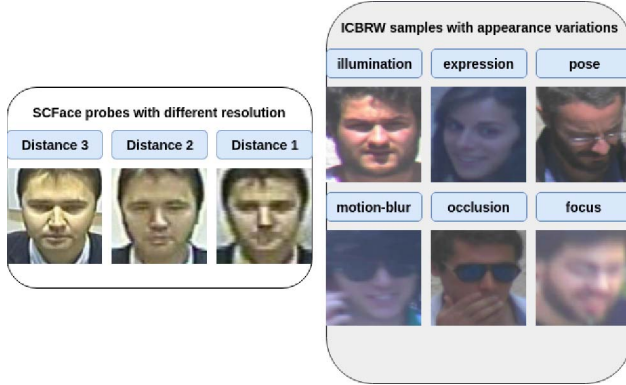 SCFace probes with different resolution
Distance 3 Distance 2 Distance 1
ICBRW samples with appearance variations
illumination expression pose
motion-blur occlusion focus